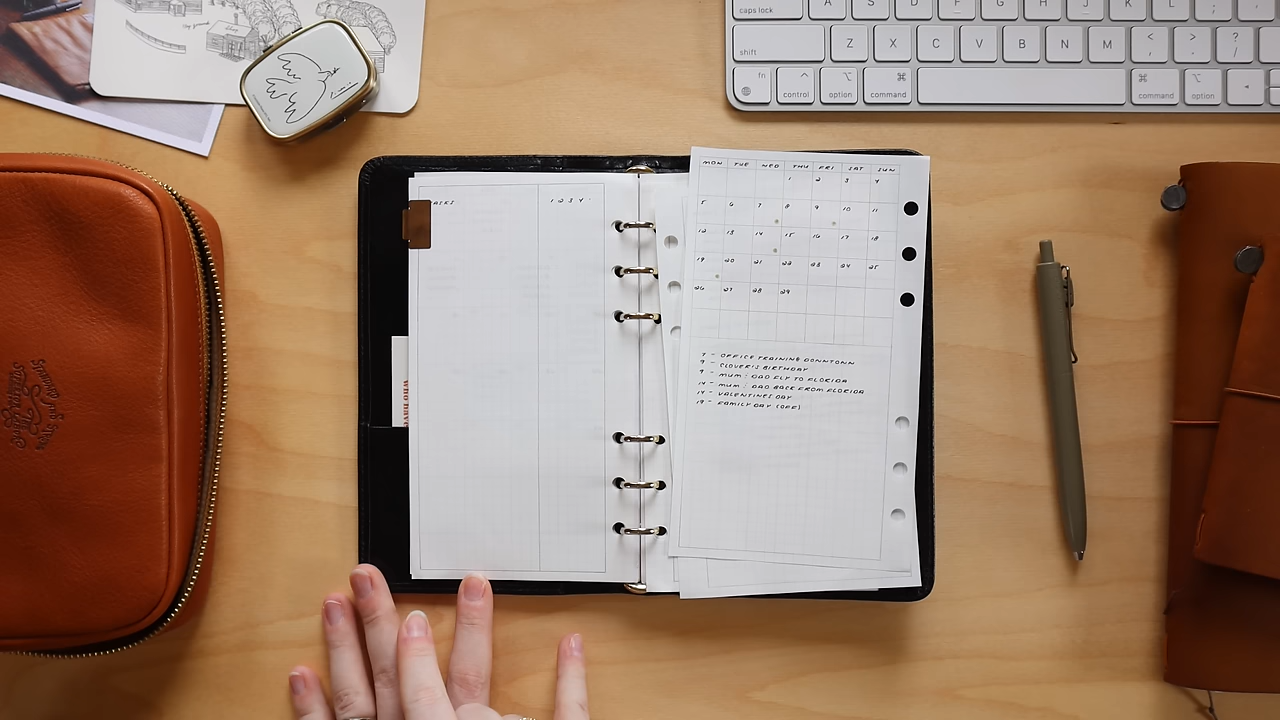 caps lock A S D F G H J K L ; '
shift Z X C V B N M < , > . ? /
fn control option command command option
MON TUE WED THU FRI SAT SUN
1 2 3 4
5 6 7 8 9 10 11
12 13 14 15 16 17 18
19 20 21 22 23 24 25
26 27 28 29
7 - OFFICE TRAINING DOWNTOWN
9 - CLOVER'S BIRTHDAY
9 - MUM : DAD FLY TO FLORIDA
14 - MUM : DAD BACK FROM FLORIDA
14 - VALENTINES DAY
19 - FAMILY DAY (OFF)
1 2 3 4